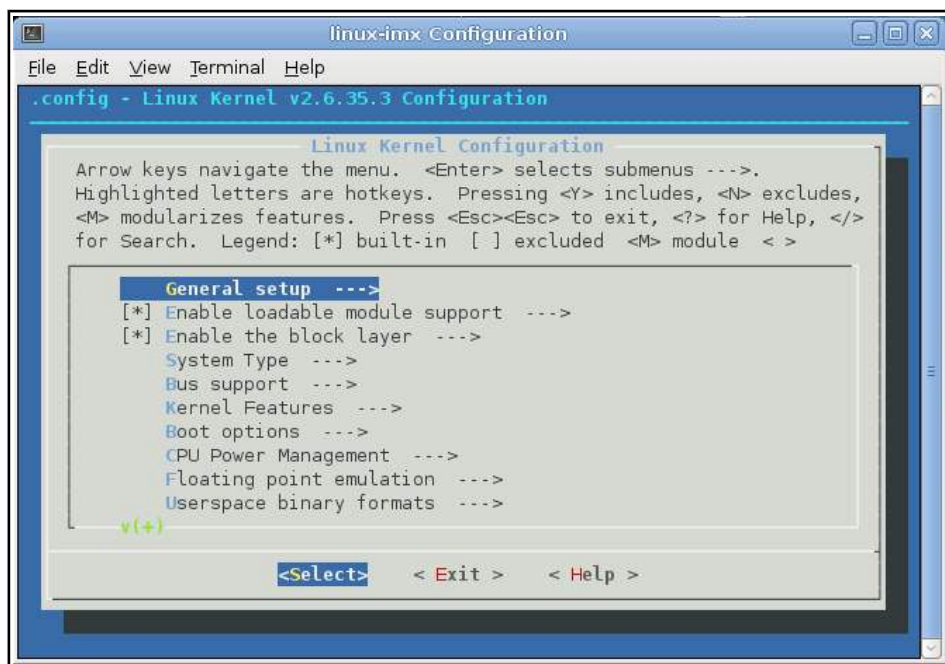 linux-imx Configuration
File Edit View Terminal Help
.config - Linux Kernel v2.6.35.3 Configuration
Linux Kernel Configuration
Arrow keys navigate the menu. <Enter> selects submenus --->.
Highlighted letters are hotkeys. Pressing <Y> includes, <N> excludes,
<M> modularizes features. Press <Esc><Esc> to exit, <?> for Help, </>
for Search. Legend: [*] built-in [ ] excluded <M> module < >
General setup --->
[*] Enable loadable module support --->
[*] Enable the block layer --->
System Type --->
Bus support --->
Kernel Features --->
Boot options --->
CPU Power Management --->
Floating point emulation --->
Userspace binary formats --->
v(+)
<Select> < Exit > < Help >